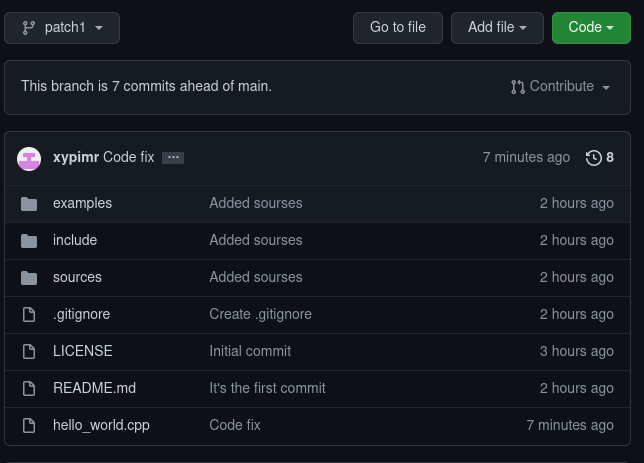 patch1 Go to file Add file Code
This branch is 7 commits ahead of main. Contribute
xypimr Code fix ... 7 minutes ago 8
examples Added sourses 2 hours ago
include Added sourses 2 hours ago
sources Added sourses 2 hours ago
.gitignore Create .gitignore 2 hours ago
LICENSE Initial commit 3 hours ago
README.md It's the first commit 2 hours ago
hello_world.cpp Code fix 7 minutes ago